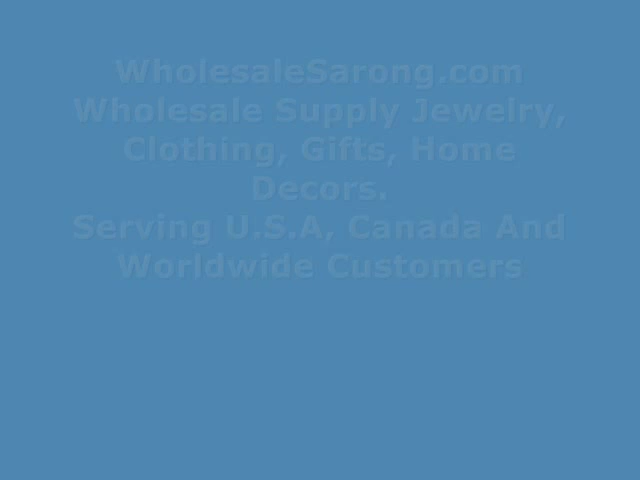 WholesaleSarong.com
Wholesale Supply Jewelry,
Clothing, Gifts, Home
Decors.
Serving U.S.A, Canada And
Worldwide Customers